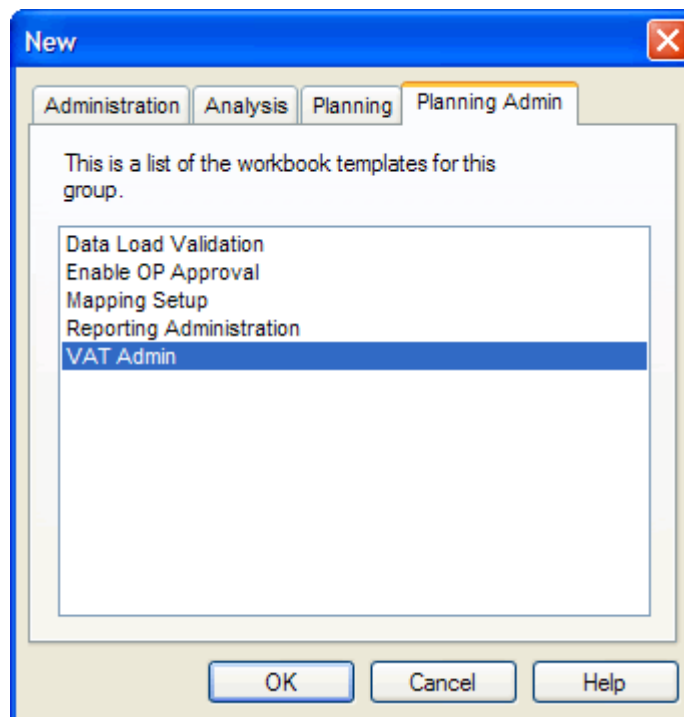 New
Administration
Analysis
Planning
Planning Admin
This is a list of the workbook templates for this
group.
Data Load Validation
Enable OP Approval
Mapping Setup
Reporting Administration
VAT Admin
OK
Cancel
Help